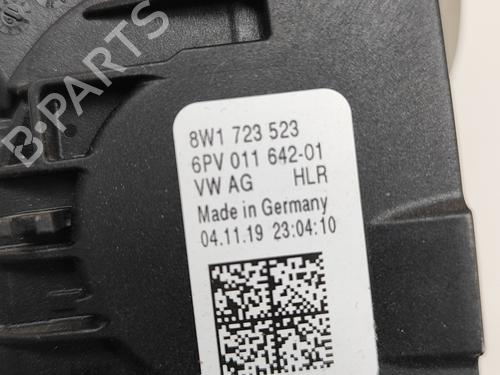 8W1 723 523
6PV 011 642-01
VW AG HLR
Made in Germany
04.11.19 23:04:10
B-PARTS